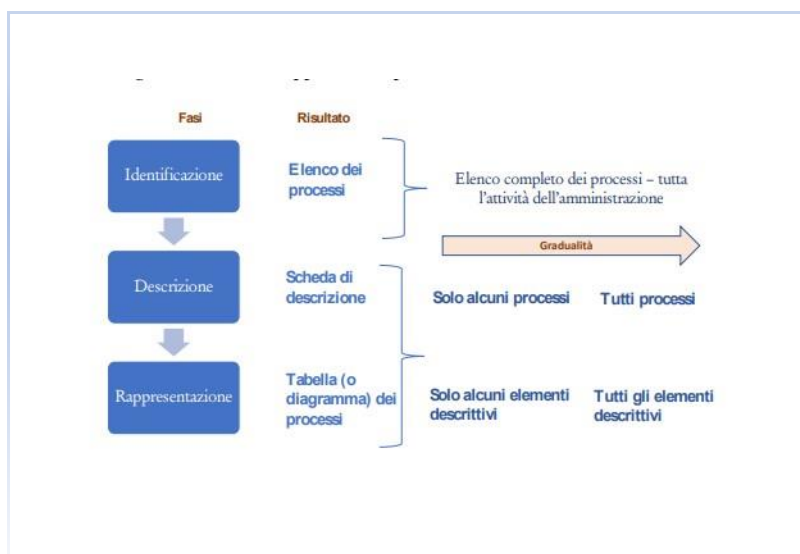 Fasi
Risultato
Identificazione
Elenco dei
processi
Elenco completo dei processi – tutta
l'attività dell'amministrazione
Gradualità
Descrizione
Scheda di
descrizione
Solo alcuni processi
Tutti processi
Rappresentazione
Tabella (o
diagramma) dei
processi
Solo alcuni elementi
descrittivi
Tutti gli elementi
descrittivi